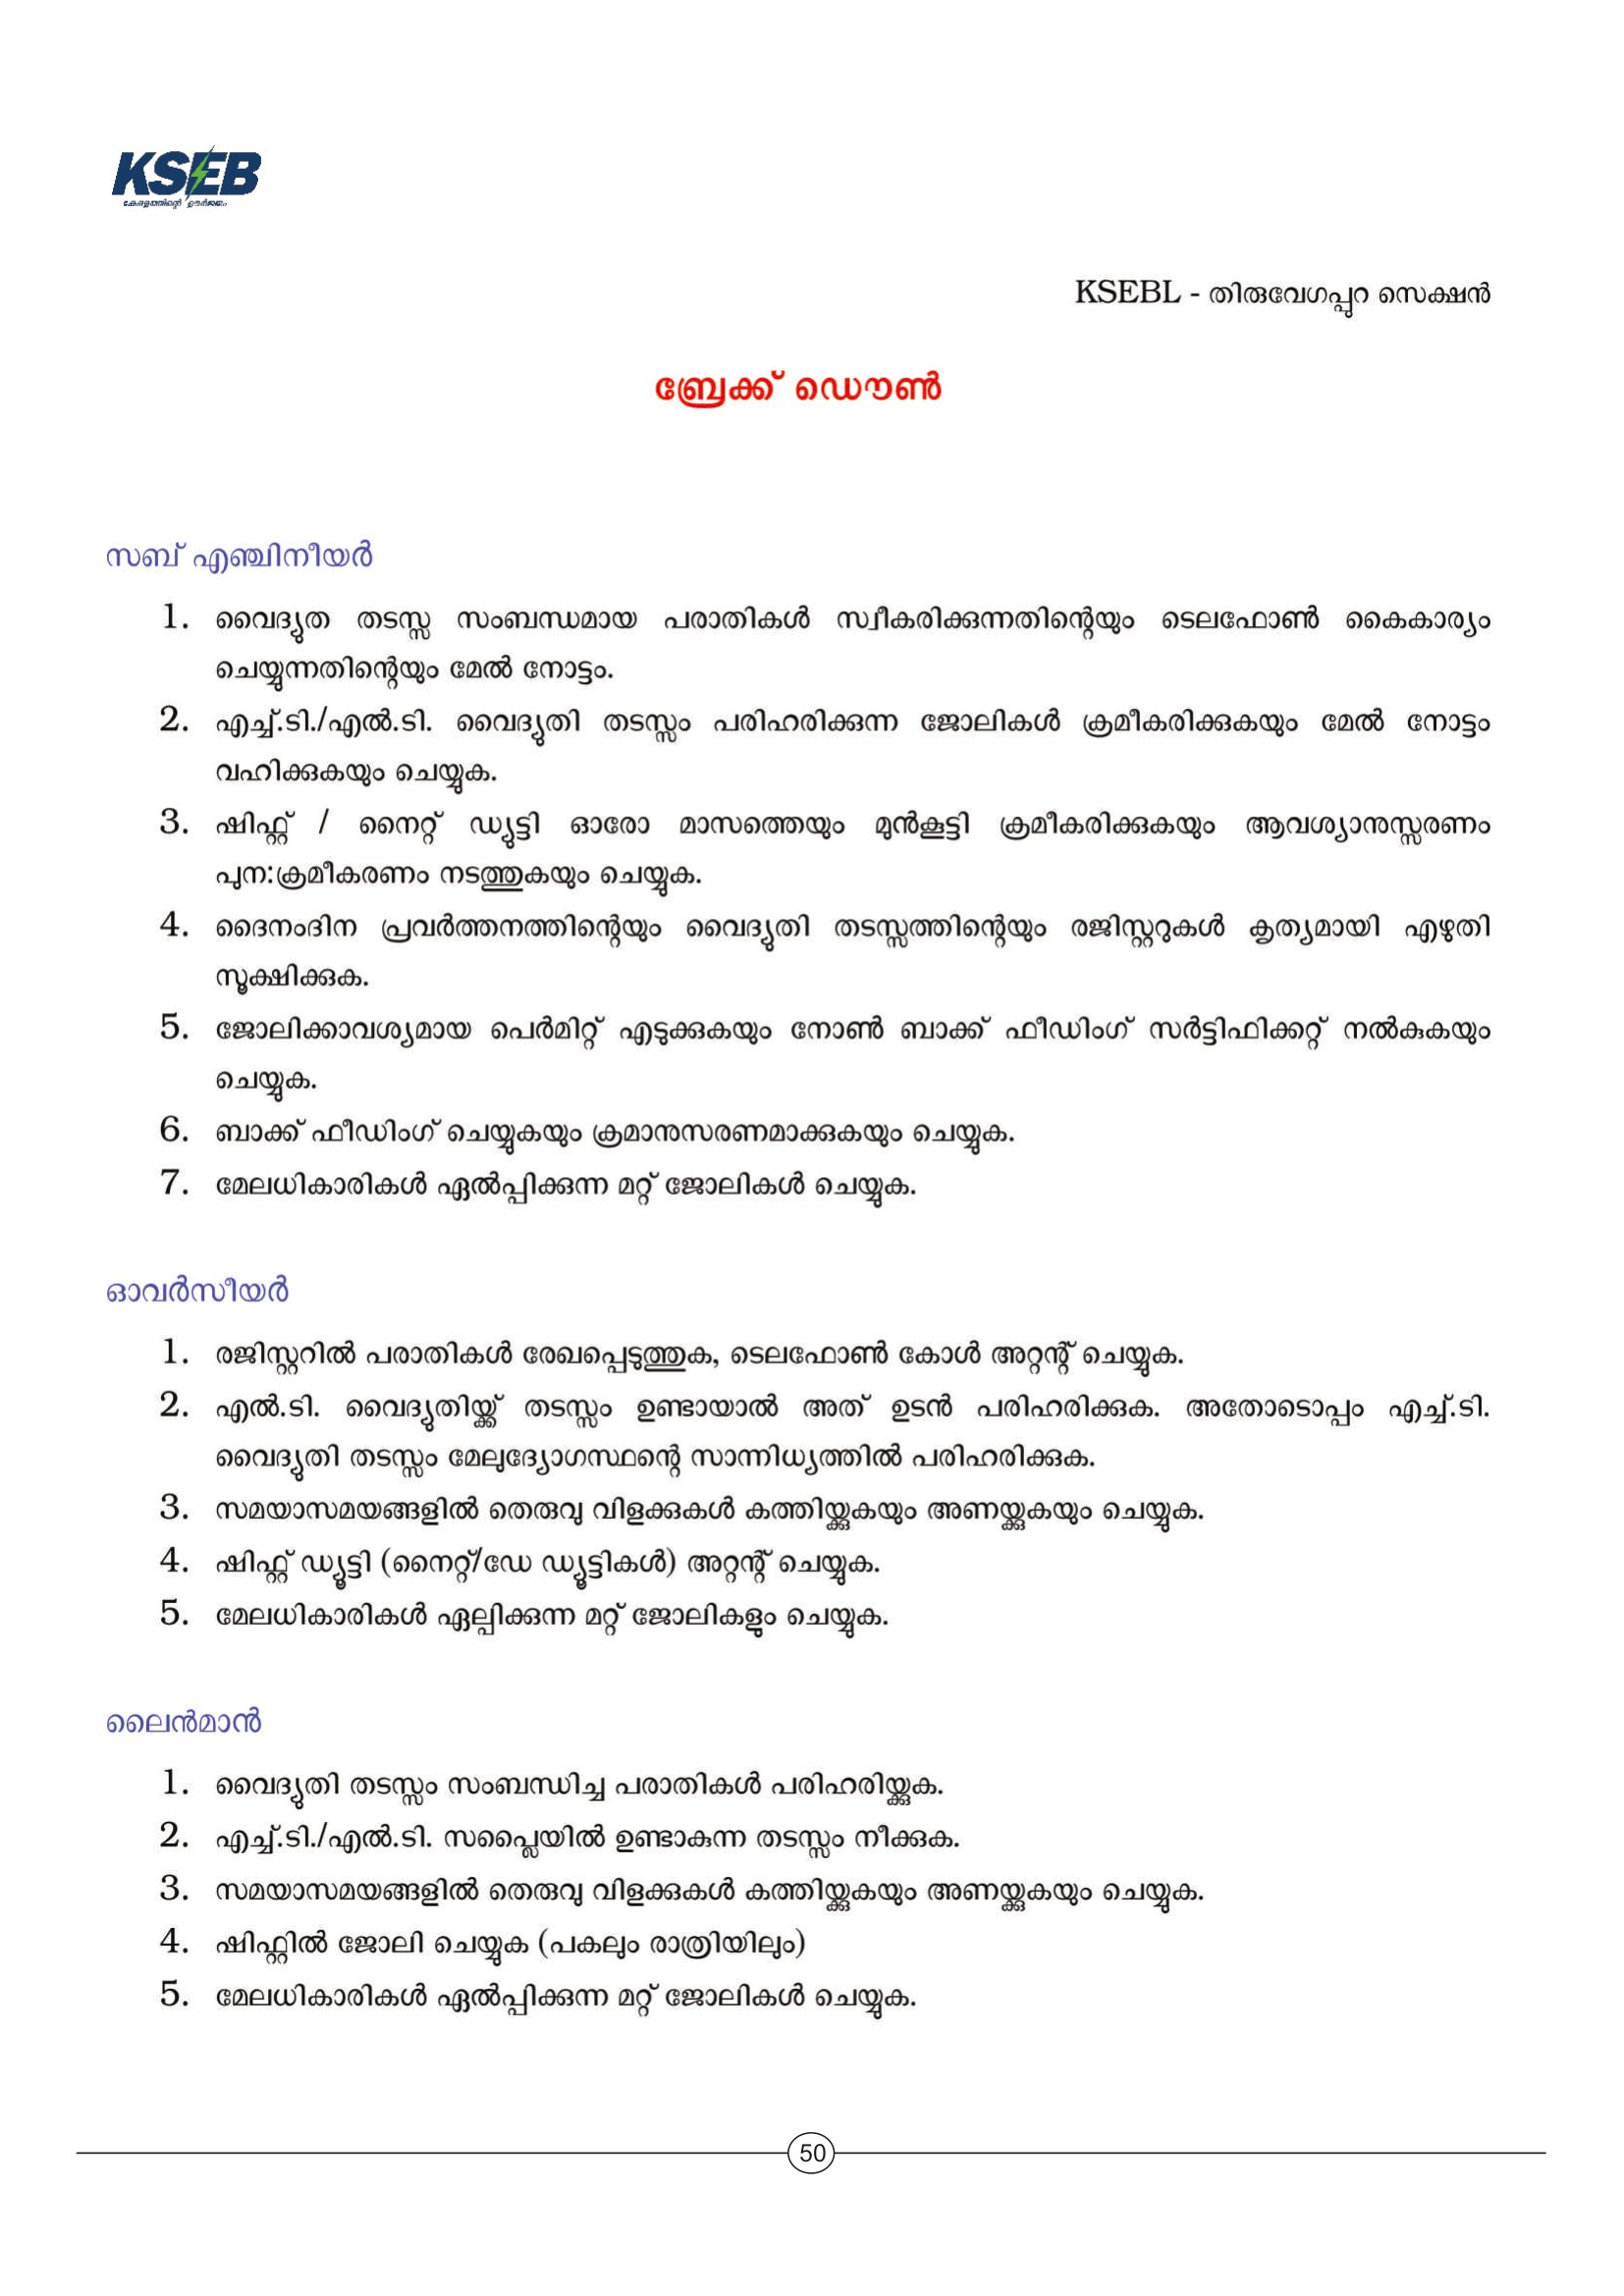 KSEB
കേരളത്തിന്റെ ഊർജ്ജം
KSEBL - തിരുവേഗപ്പുറ സെക്ഷൻ
ബ്രേക്ക് ഡൌൺ
സബ് എഞ്ചിനീയർ
1. വൈദ്യുത തടസ്സ സംബന്ധമായ പരാതികൾ സ്വീകരിക്കുന്നതിന്റെയും ടെലഫോൺ കൈകാര്യം
ചെയ്യുന്നതിന്റെയും മേൽ നോട്ടം.
2. എച്ച്.ടി./എൽ.ടി. വൈദ്യുതി തടസ്സം പരിഹരിക്കുന്ന ജോലികൾ ക്രമീകരിക്കുകയും മേൽ നോട്ടം
വഹിക്കുകയും ചെയ്യുക.
3. ഷിഫ്റ്റ് / നൈറ്റ് ഡ്യുട്ടി ഓരോ മാസത്തെയും മുൻകൂട്ടി ക്രമീകരിക്കുകയും ആവശ്യാനുസ്സരണം
പുന:ക്രമീകരണം നടത്തുകയും ചെയ്യുക.
4. ദൈനംദിന പ്രവർത്തനത്തിന്റെയും വൈദ്യുതി തടസ്സത്തിന്റെയും രജിസ്റ്ററുകൾ കൃത്യമായി എഴുതി
സൂക്ഷിക്കുക.
5. ജോലിക്കാവശ്യമായ പെർമിറ്റ് എടുക്കുകയും നോൺ ബാക്ക് ഫീഡിംഗ് സർട്ടിഫിക്കറ്റ് നൽകുകയും
ചെയ്യുക.
6. ബാക്ക് ഫീഡിംഗ് ചെയ്യുകയും ക്രമാനുസരണമാക്കുകയും ചെയ്യുക.
7. മേലധികാരികൾ ഏൽപ്പിക്കുന്ന മറ്റ് ജോലികൾ ചെയ്യുക.
ഓവർസീയർ
1. രജിസ്റ്ററിൽ പരാതികൾ രേഖപ്പെടുത്തുക, ടെലഫോൺ കോൾ അറ്റന്റ് ചെയ്യുക.
2. എൽ.ടി. വൈദ്യുതിയ്ക്ക് തടസ്സം ഉണ്ടായാൽ അത് ഉടൻ പരിഹരിക്കുക. അതോടൊപ്പം എച്ച്.ടി.
വൈദ്യുതി തടസ്സം മേലുദ്യോഗസ്ഥന്റെ സാന്നിധ്യത്തിൽ പരിഹരിക്കുക.
3. സമയാസമയങ്ങളിൽ തെരുവു വിളക്കുകൾ കത്തിയ്ക്കുകയും അണയ്ക്കുകയും ചെയ്യുക.
4. ഷിഫ്റ്റ് ഡ്യൂട്ടി (നൈറ്റ്/ഡേ ഡ്യൂട്ടികൾ) അറ്റന്റ് ചെയ്യുക.
5. മേലധികാരികൾ ഏല്പിക്കുന്ന മറ്റ് ജോലികളും ചെയ്യുക.
ലൈൻമാൻ
1. വൈദ്യുതി തടസ്സം സംബന്ധിച്ച പരാതികൾ പരിഹരിയ്ക്കുക.
2. എച്ച്.ടി./എൽ.ടി. സപ്ലൈയിൽ ഉണ്ടാകുന്ന തടസ്സം നീക്കുക.
3. സമയാസമയങ്ങളിൽ തെരുവു വിളക്കുകൾ കത്തിയ്ക്കുകയും അണയ്ക്കുകയും ചെയ്യുക.
4. ഷിഫ്റ്റിൽ ജോലി ചെയ്യുക (പകലും രാത്രിയിലും)
5. മേലധികാരികൾ ഏൽപ്പിക്കുന്ന മറ്റ് ജോലികൾ ചെയ്യുക.
50